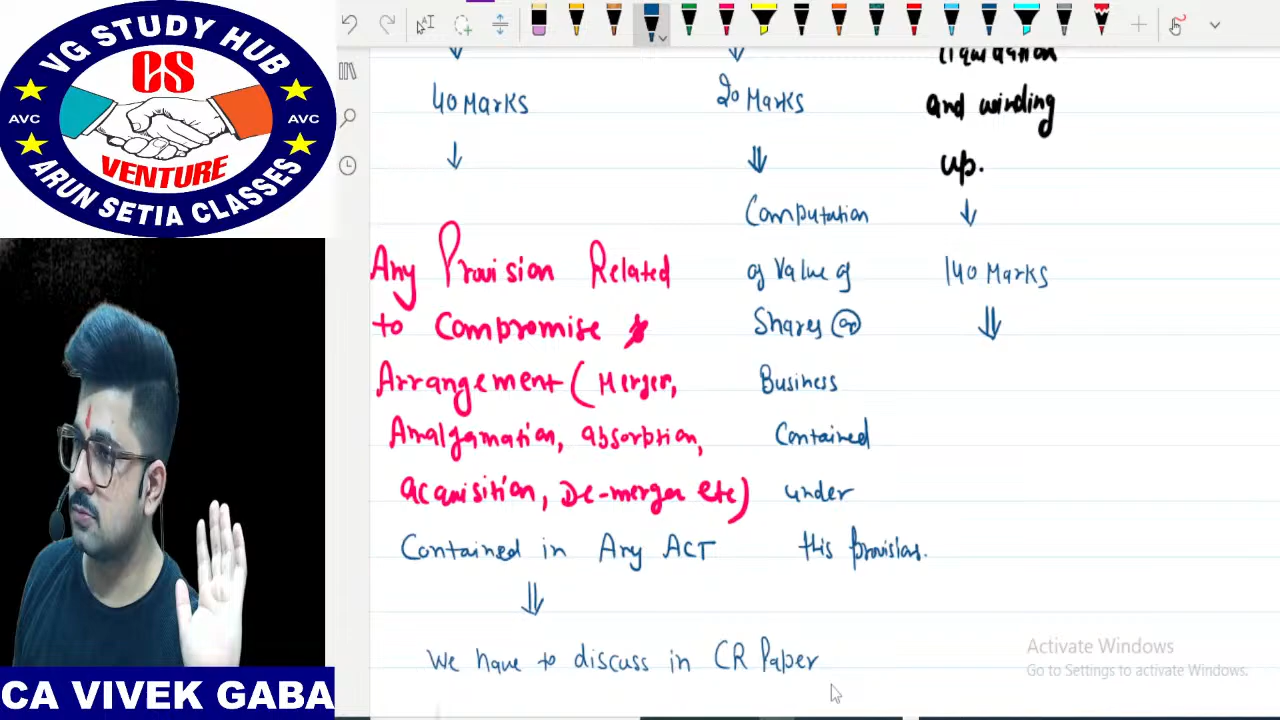 VG STUDY HUB
CS
AVC
AVC
VENTURE
ARUN SETIA CLASSES
CA VIVEK GABA
40 Marks
Any Provision Related
to Compromise
Arrangement (Merger,
Amalgamation, absorption,
acquisition, De-merger etc)
Contained in Any ACT
We have to discuss in CR Paper
20 Marks
Computation
of Value of
Shares or
Business
Contained
under
this provisions.
liquidation
and winding
up.
140 Marks
Activate Windows
Go to Settings to activate Windows.